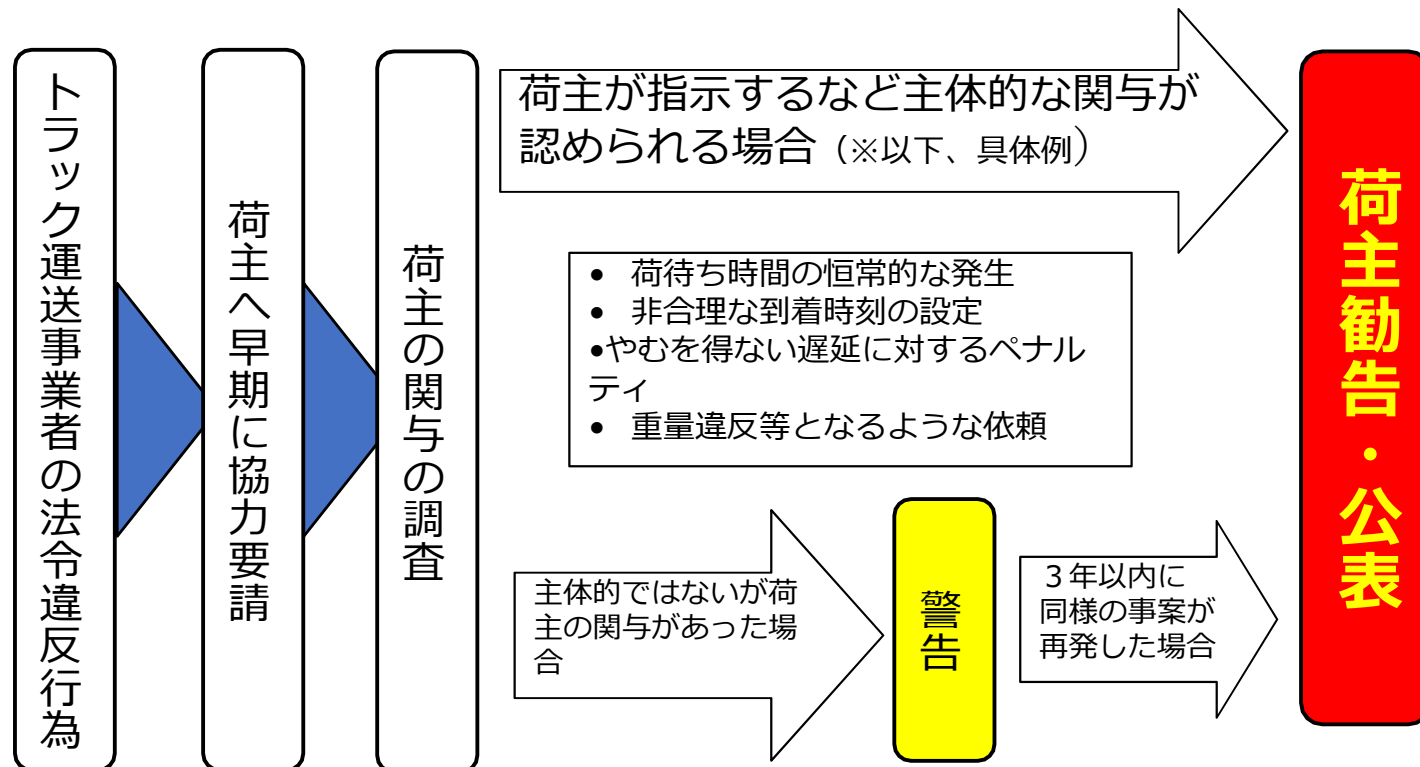 トラック運送事業者の法令違反行為
荷主へ早期に協力要請
荷主の関与の調査
荷主が指示するなど主体的な関与が
認められる場合（※以下、具体例）
• 荷待ち時間の恒常的な発生
• 非合理な到着時刻の設定
•やむを得ない遅延に対するペナル
ティ
• 重量違反等となるような依頼
主体的ではないが荷
主の関与があった場
合
警告
３年以内に
同様の事案が
再発した場合
荷主勧告・公表